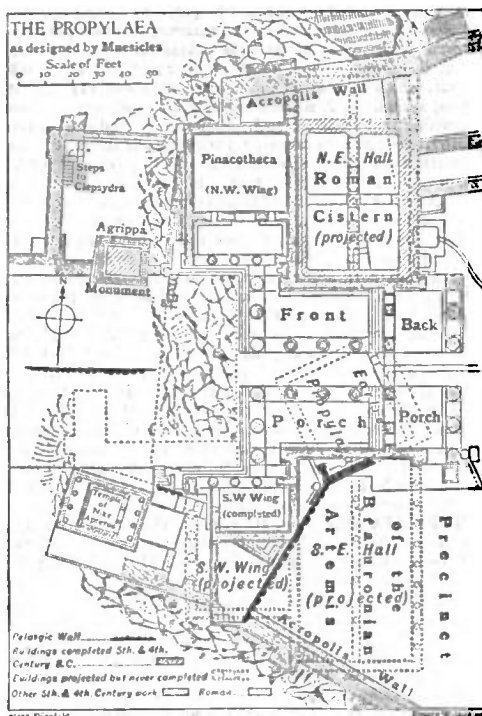 THE PROPYLAEA
as designed by Mnesicles
Scale of Feet
0 10 20 30 40 50
Acropolis Wall
Steps
to
Clepsydra
Pinacotheca
(N.W. Wing)
N.E. Hall
Roman
Cistern
(projected)
Agrippa
Monument
N
Front
Back
Porch
Porch
S.W Wing
(completed)
Temple
of Nike
Apteros
S.W. Wing
(projected)
S.E. Hall
(projected)
Precinct
of the
Brauronian
Artemis
Acropolis Wall
Pelasgic Wall
Buildings completed 5th. & 4th.
Century B.C.
Buildings projected but never completed
Other 5th. & 4th. Century work
Roman